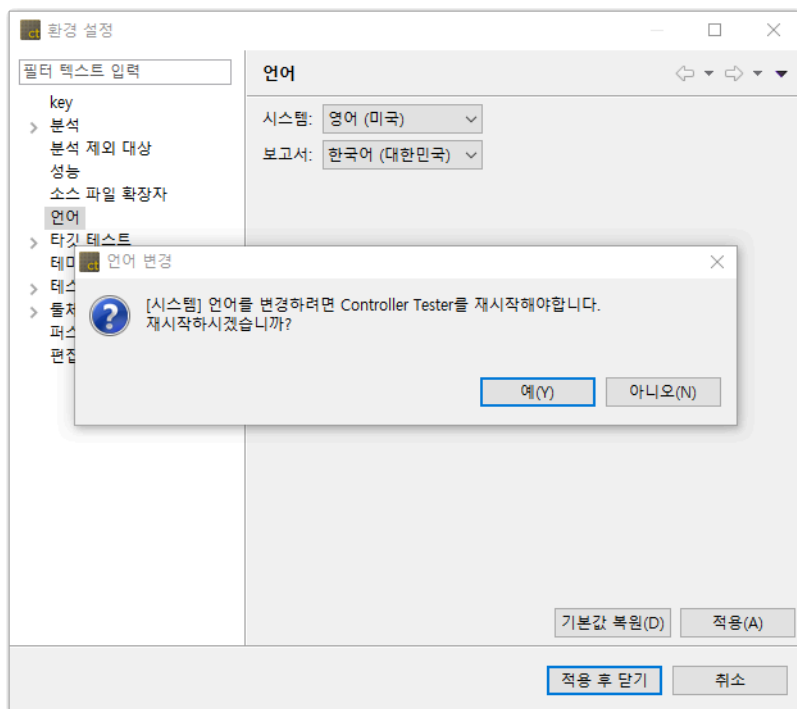 ct 환경 설정
필터 텍스트 입력
key
분석
분석 제외 대상
성능
소스 파일 확장자
언어
타깃 테스트
언어
시스템: 영어 (미국)
보고서: 한국어 (대한민국)
ct 언어 변경
[시스템] 언어를 변경하려면 Controller Tester를 재시작해야합니다.
재시작하시겠습니까?
예(Y) 아니오(N)
기본값 복원(D) 적용(A)
적용 후 닫기 취소